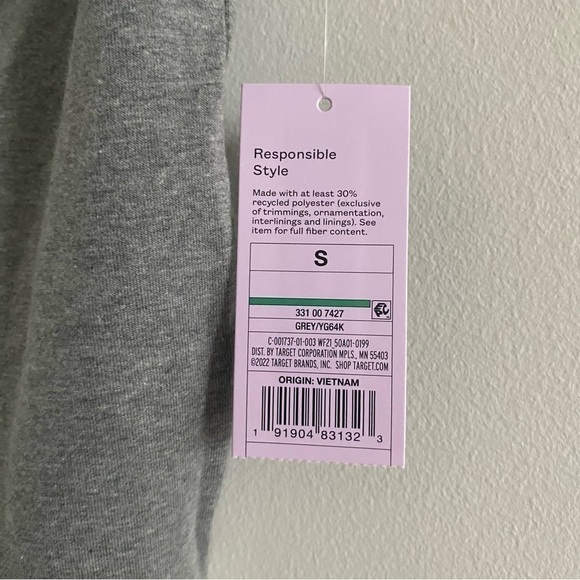 Responsible
Style
Made with at least 30%
recycled polyester (exclusive
of trimmings, ornamentation,
interlinings and linings). See
item for full fiber content.
S
331 00 7427
GREY/YG64K
C-001737-01-003 WF21_50A01-0199
DIST. BY TARGET CORPORATION MPLS., MN 55403
©2022 TARGET BRANDS, INC. SHOP TARGET.COM
ORIGIN: VIETNAM
1 91904 83132 3